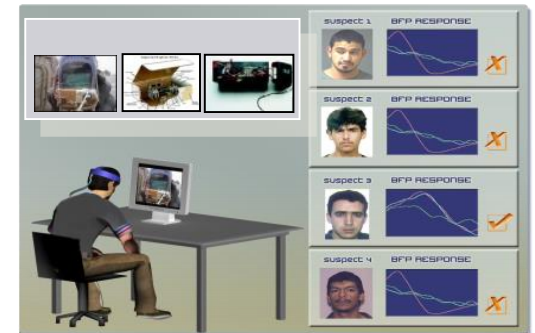 suspect 1 BFP RESPONSE
suspect 2 BFP RESPONSE
suspect 3 BFP RESPONSE
suspect 4 BFP RESPONSE